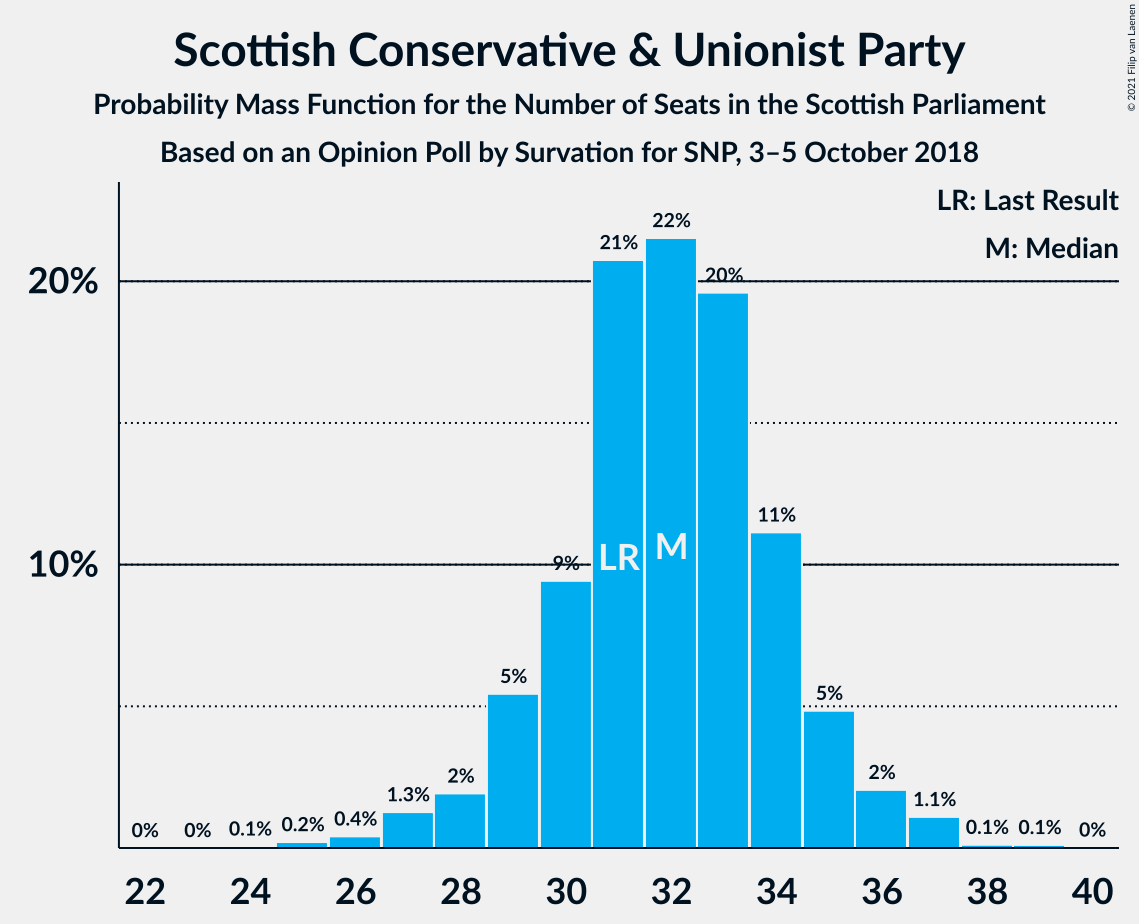 Scottish Conservative & Unionist Party
Probability Mass Function for the Number of Seats in the Scottish Parliament
Based on an Opinion Poll by Survation for SNP, 3–5 October 2018
© 2021 Filip van Laenen
LR: Last Result
M: Median
20%
10%
0%
0%
0.1%
0.2%
0.4%
1.3%
2%
5%
9%
21%
22%
20%
11%
5%
2%
1.1%
0.1%
0.1%
0%
LR
M
22 24 26 28 30 32 34 36 38 40